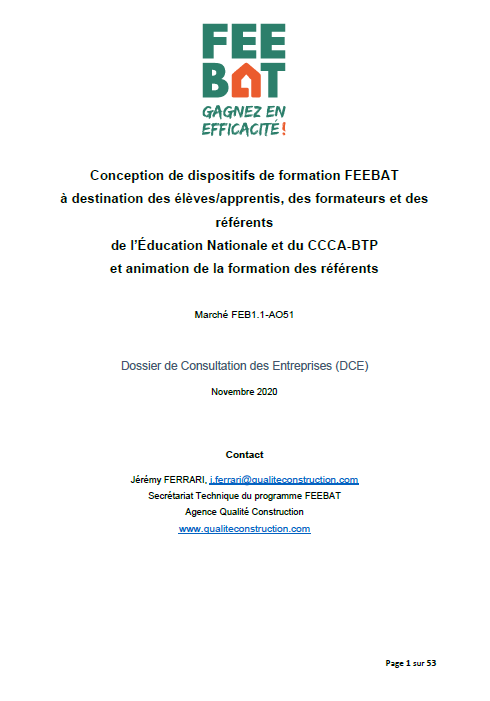 FEE
BAT
GAGNEZ EN
EFFICACITÉ!
Conception de dispositifs de formation FEEBAT
à destination des élèves/apprentis, des formateurs et des
référents
de l'Éducation Nationale et du CCCA-BTP
et animation de la formation des référents
Marché FEB1.1-AO51
Dossier de Consultation des Entreprises (DCE)
Novembre 2020
Contact
Jérémy FERRARI, j.ferrari@qualiteconstruction.com
Secrétariat Technique du programme FEEBAT
Agence Qualité Construction
www.qualiteconstruction.com
Page 1 sur 53